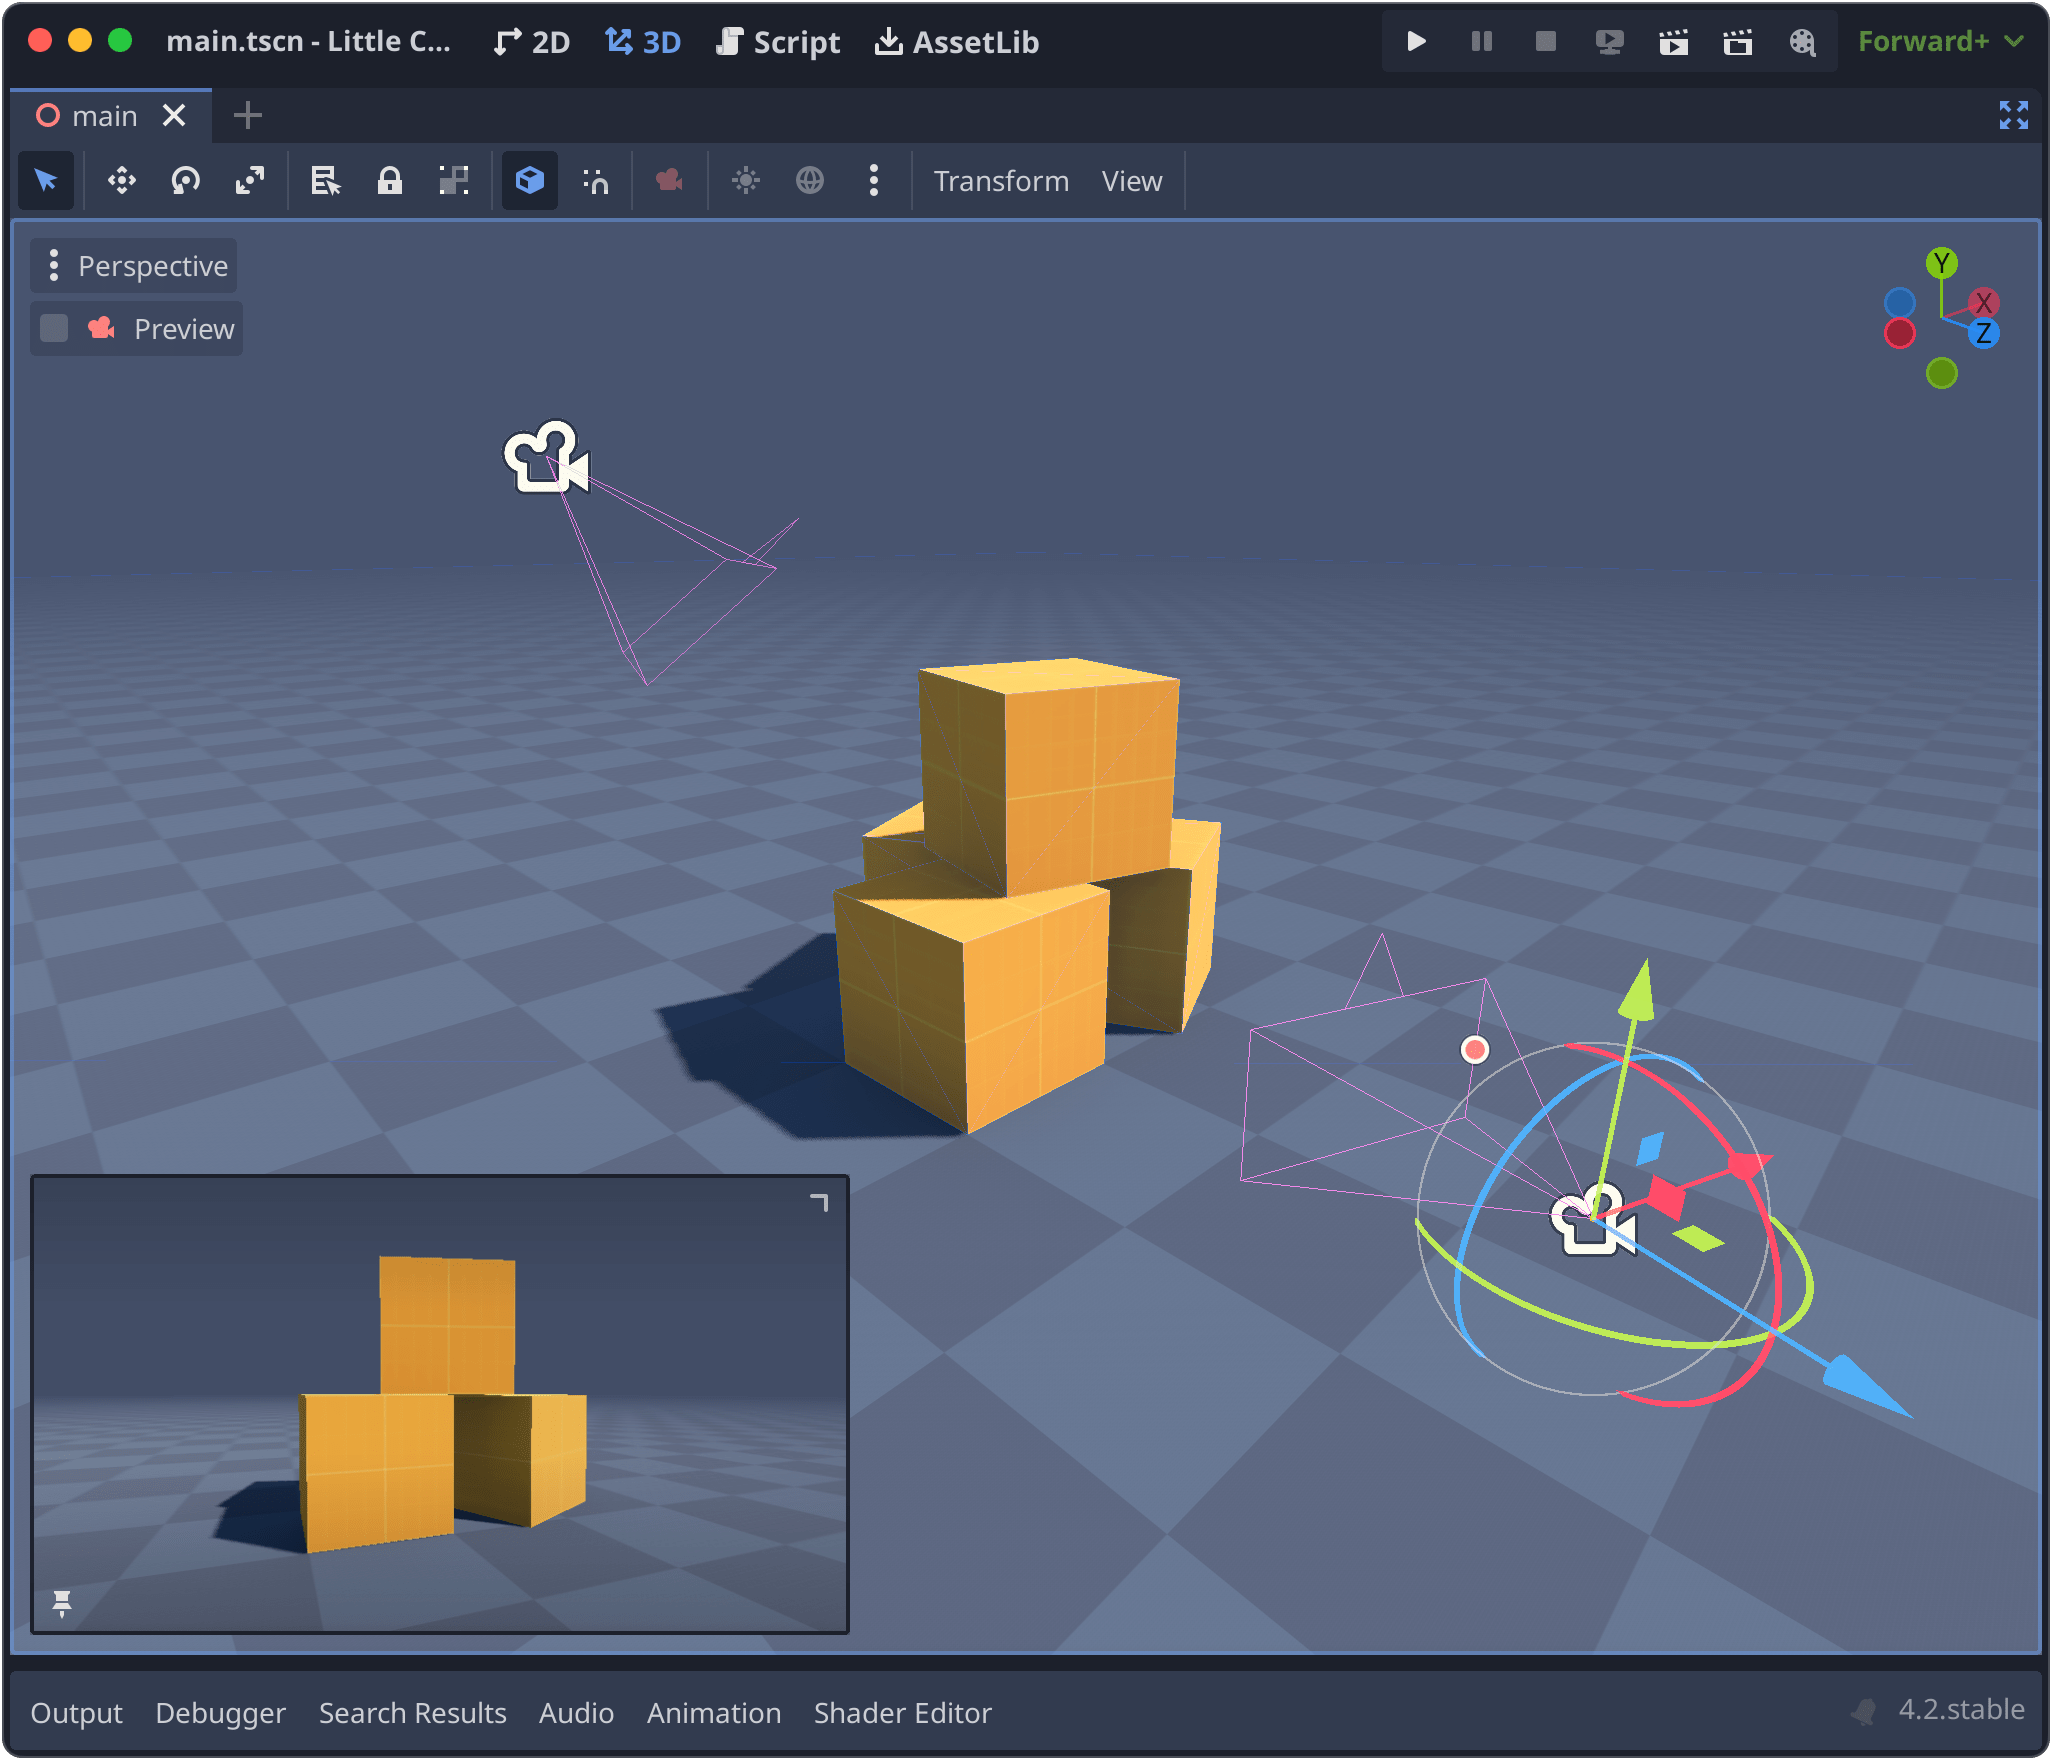 main.tscn - Little C...
2D
3D
Script
AssetLib
Forward+
main
Transform
View
Perspective
Preview
Y
X
Z
Output
Debugger
Search Results
Audio
Animation
Shader Editor
4.2.stable